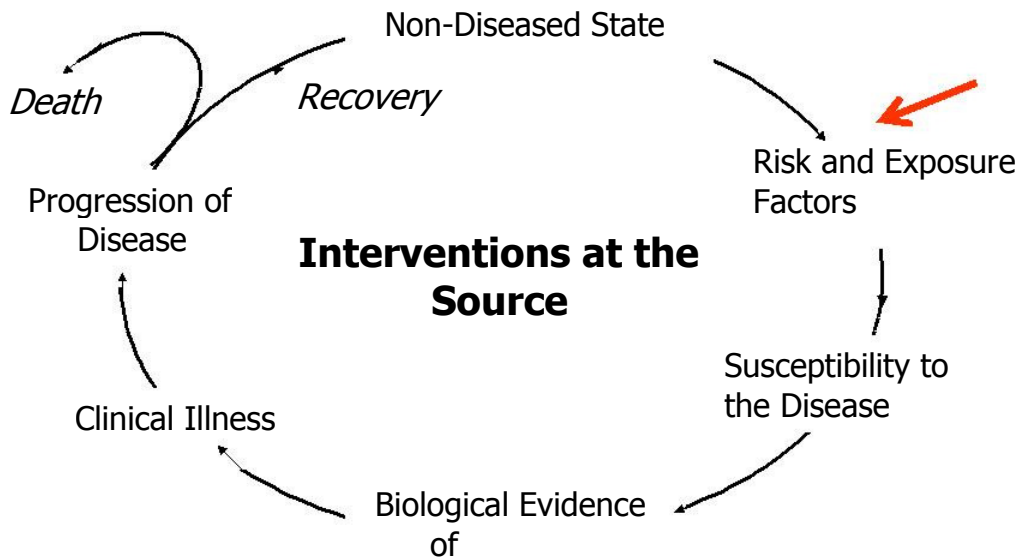 Non-Diseased State
Death
Recovery
Risk and Exposure
Factors
Progression of
Disease
Interventions at the
Source
Susceptibility to
the Disease
Clinical Illness
Biological Evidence
of